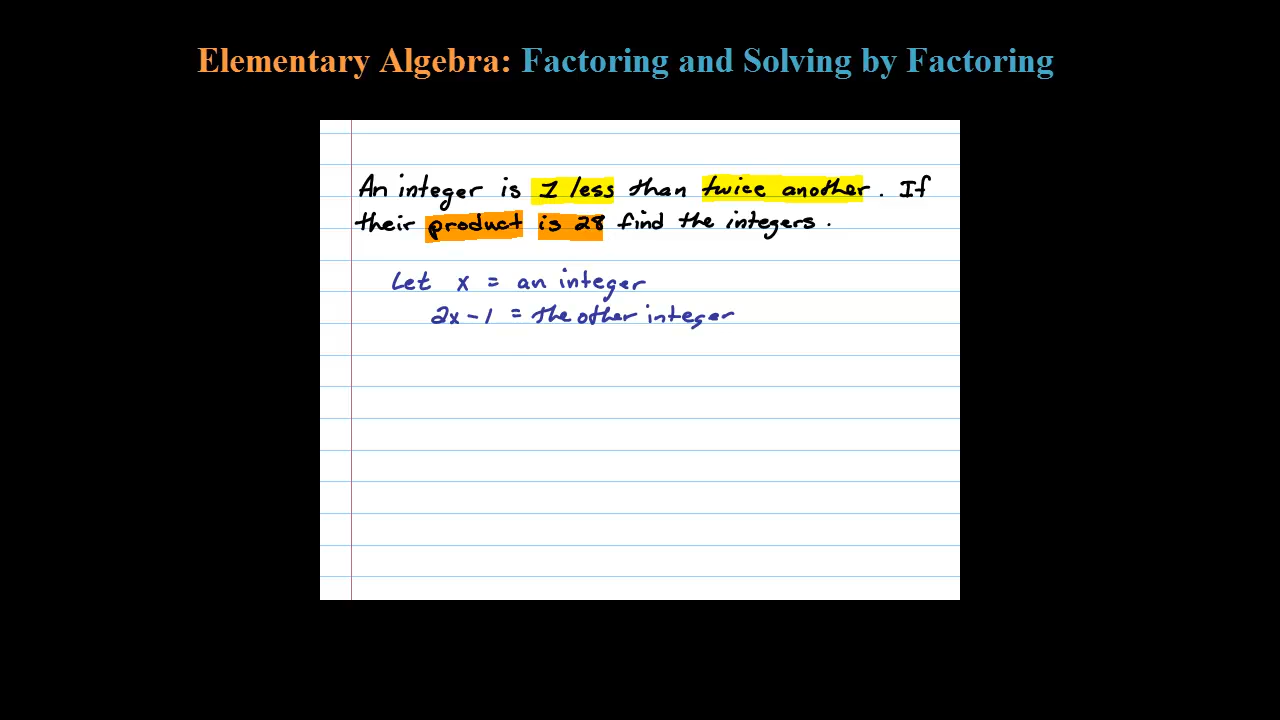 Elementary Algebra: Factoring and Solving by Factoring
An integer is 1 less than twice another. If
their product is 28 find the integers.
Let x = an integer
2x - 1 = the other integer